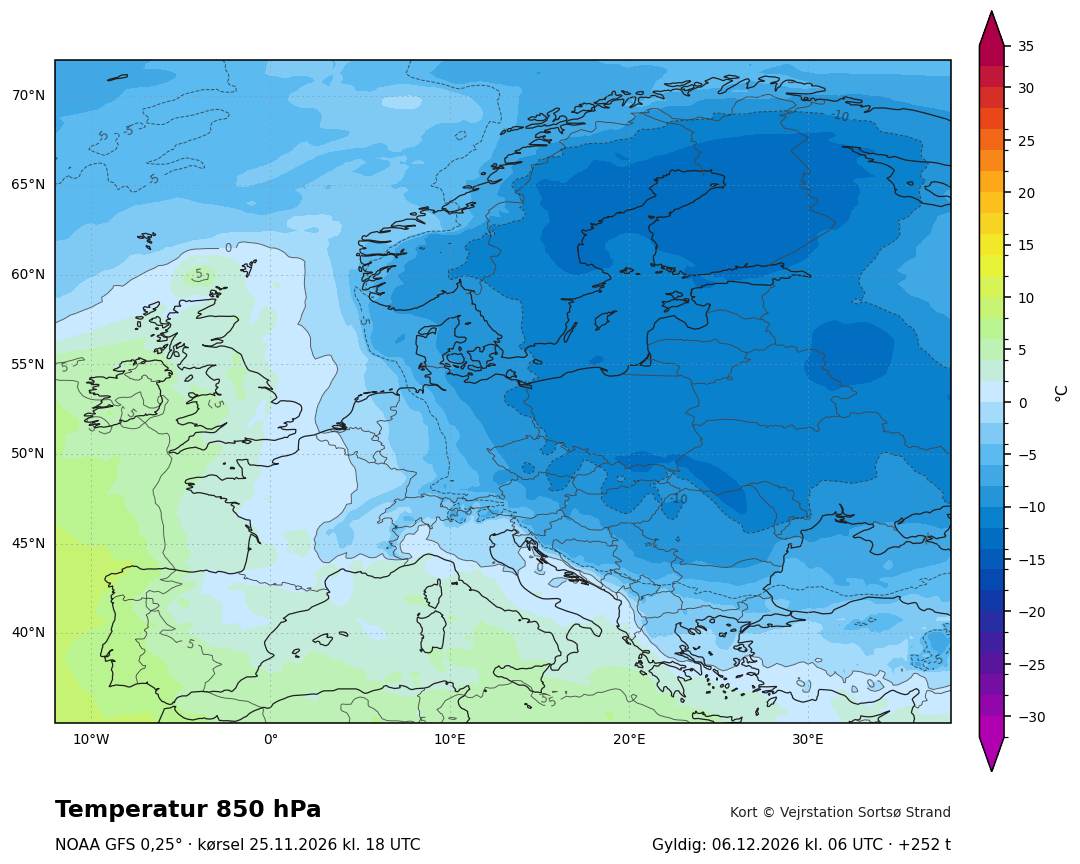 70°N
65°N
60°N
55°N
50°N
45°N
40°N
10°W 0° 10°E 20°E 30°E
35
30
25
20
15
10
5
0
−5
−10
−15
−20
−25
−30
°C
Temperatur 850 hPa
Kort © Vejrstation Sortsø Strand
NOAA GFS 0,25° · kørsel 25.11.2026 kl. 18 UTC
Gyldig: 06.12.2026 kl. 06 UTC · +252 t